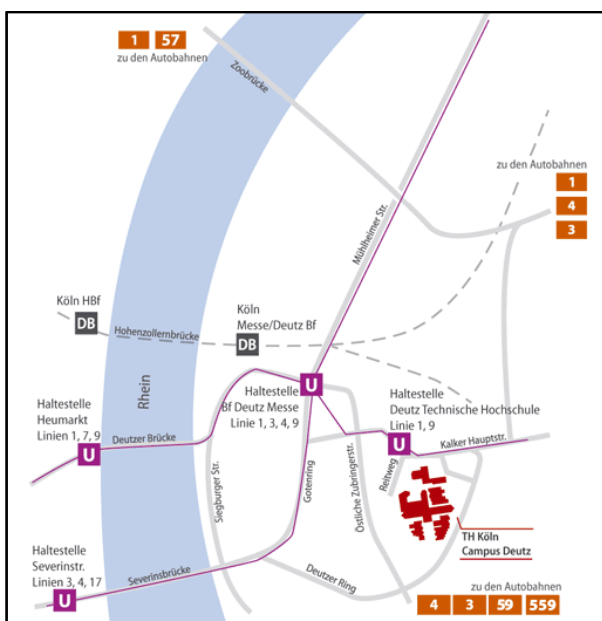 1 57
zu den Autobahnen
Zoobrücke
zu den Autobahnen
1
4
3
Mühlheimer Str.
Köln HBf
DB
Hohenzollernbrücke
Köln
Messe/Deutz Bf
DB
Rhein
U
Haltestelle
Bf Deutz Messe
Linie 1, 3, 4, 9
Haltestelle
Deutz Technische Hochschule
Linie 1, 9
U
Kalker Hauptstr.
Haltestelle
Heumarkt
Linien 1, 7, 9
U
Deutzer Brücke
Siegburger Str.
Gotenring
Östliche Zubringerstr.
Reitweg
TH Köln
Campus Deutz
Haltestelle
Severinstr.
Linien 3, 4, 17
U
Severinsbrücke
Deutzer Ring
zu den Autobahnen
4 3 59 559